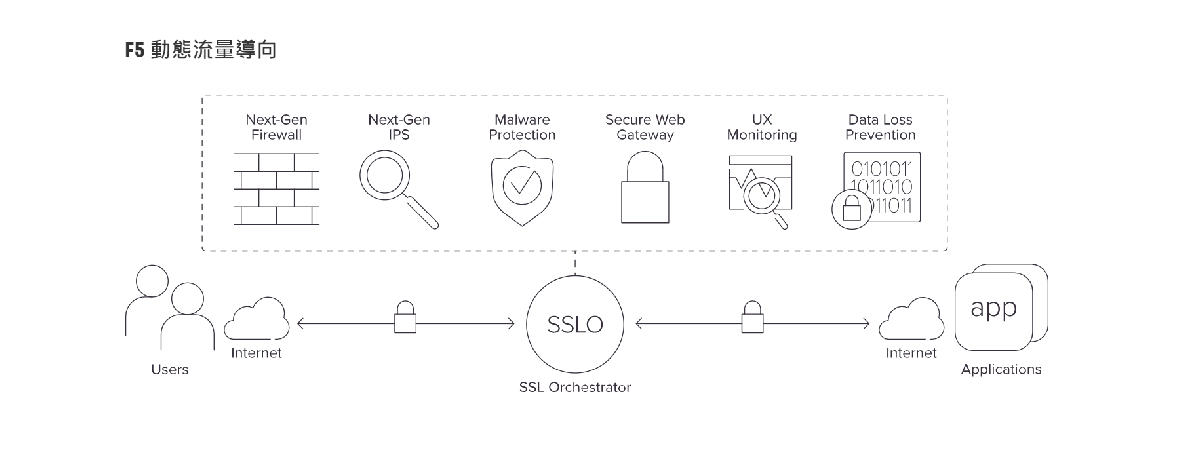 F5 動態流量導向
Next-Gen
Firewall
Next-Gen
IPS
Malware
Protection
Secure Web
Gateway
UX
Monitoring
Data Loss
Prevention
010101
1011010
011011
Users
Internet
SSLO
SSL Orchestrator
Internet
app
Applications